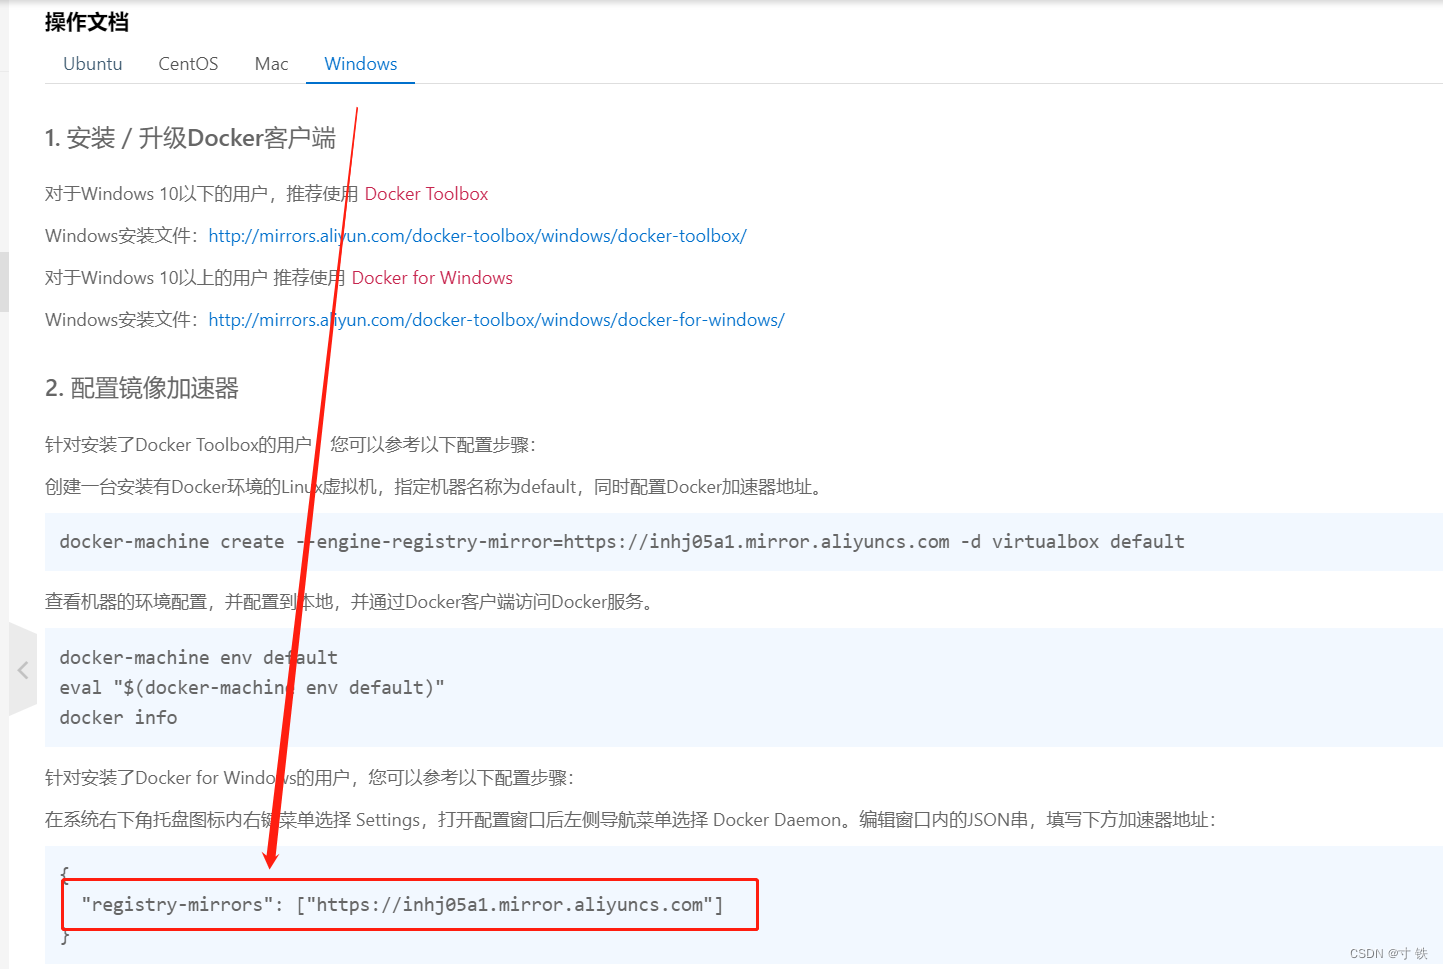 操作文档
Ubuntu CentOS Mac Windows
1. 安装 / 升级Docker客户端
对于Windows 10以下的用户，推荐使用 Docker Toolbox
Windows安装文件：http://mirrors.aliyun.com/docker-toolbox/windows/docker-toolbox/
对于Windows 10以上的用户 推荐使用 Docker for Windows
Windows安装文件：http://mirrors.aliyun.com/docker-toolbox/windows/docker-for-windows/
2. 配置镜像加速器
针对安装了Docker Toolbox的用户，您可以参考以下配置步骤：
创建一台安装有Docker环境的Linux虚拟机，指定机器名称为default，同时配置Docker加速器地址。
docker-machine create --engine-registry-mirror=https://inhj05a1.mirror.aliyuncs.com -d virtualbox default
查看机器的环境配置，并配置到本地，并通过Docker客户端访问Docker服务。
docker-machine env default
eval "$(docker-machine env default)"
docker info
针对安装了Docker for Windows的用户，您可以参考以下配置步骤：
在系统右下角托盘图标内右键菜单选择 Settings，打开配置窗口后左侧导航菜单选择 Docker Daemon。编辑窗口内的JSON串，填写下方加速器地址：
{
"registry-mirrors": ["https://inhj05a1.mirror.aliyuncs.com"]
}
CSDN @寸 铁